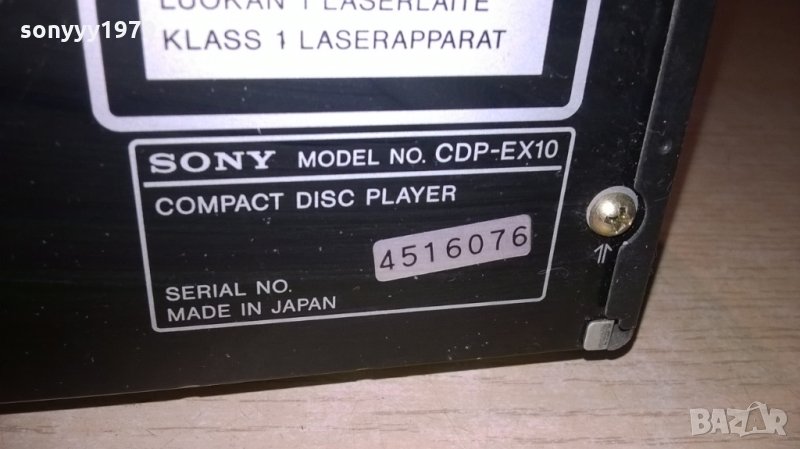 sonyyy197
LUOKAN 1 LASERLAITE
KLASS 1 LASERAPPARAT
SONY MODEL NO. CDP-EX10
COMPACT DISC PLAYER
4516076
SERIAL NO.
MADE IN JAPAN
BAZAR